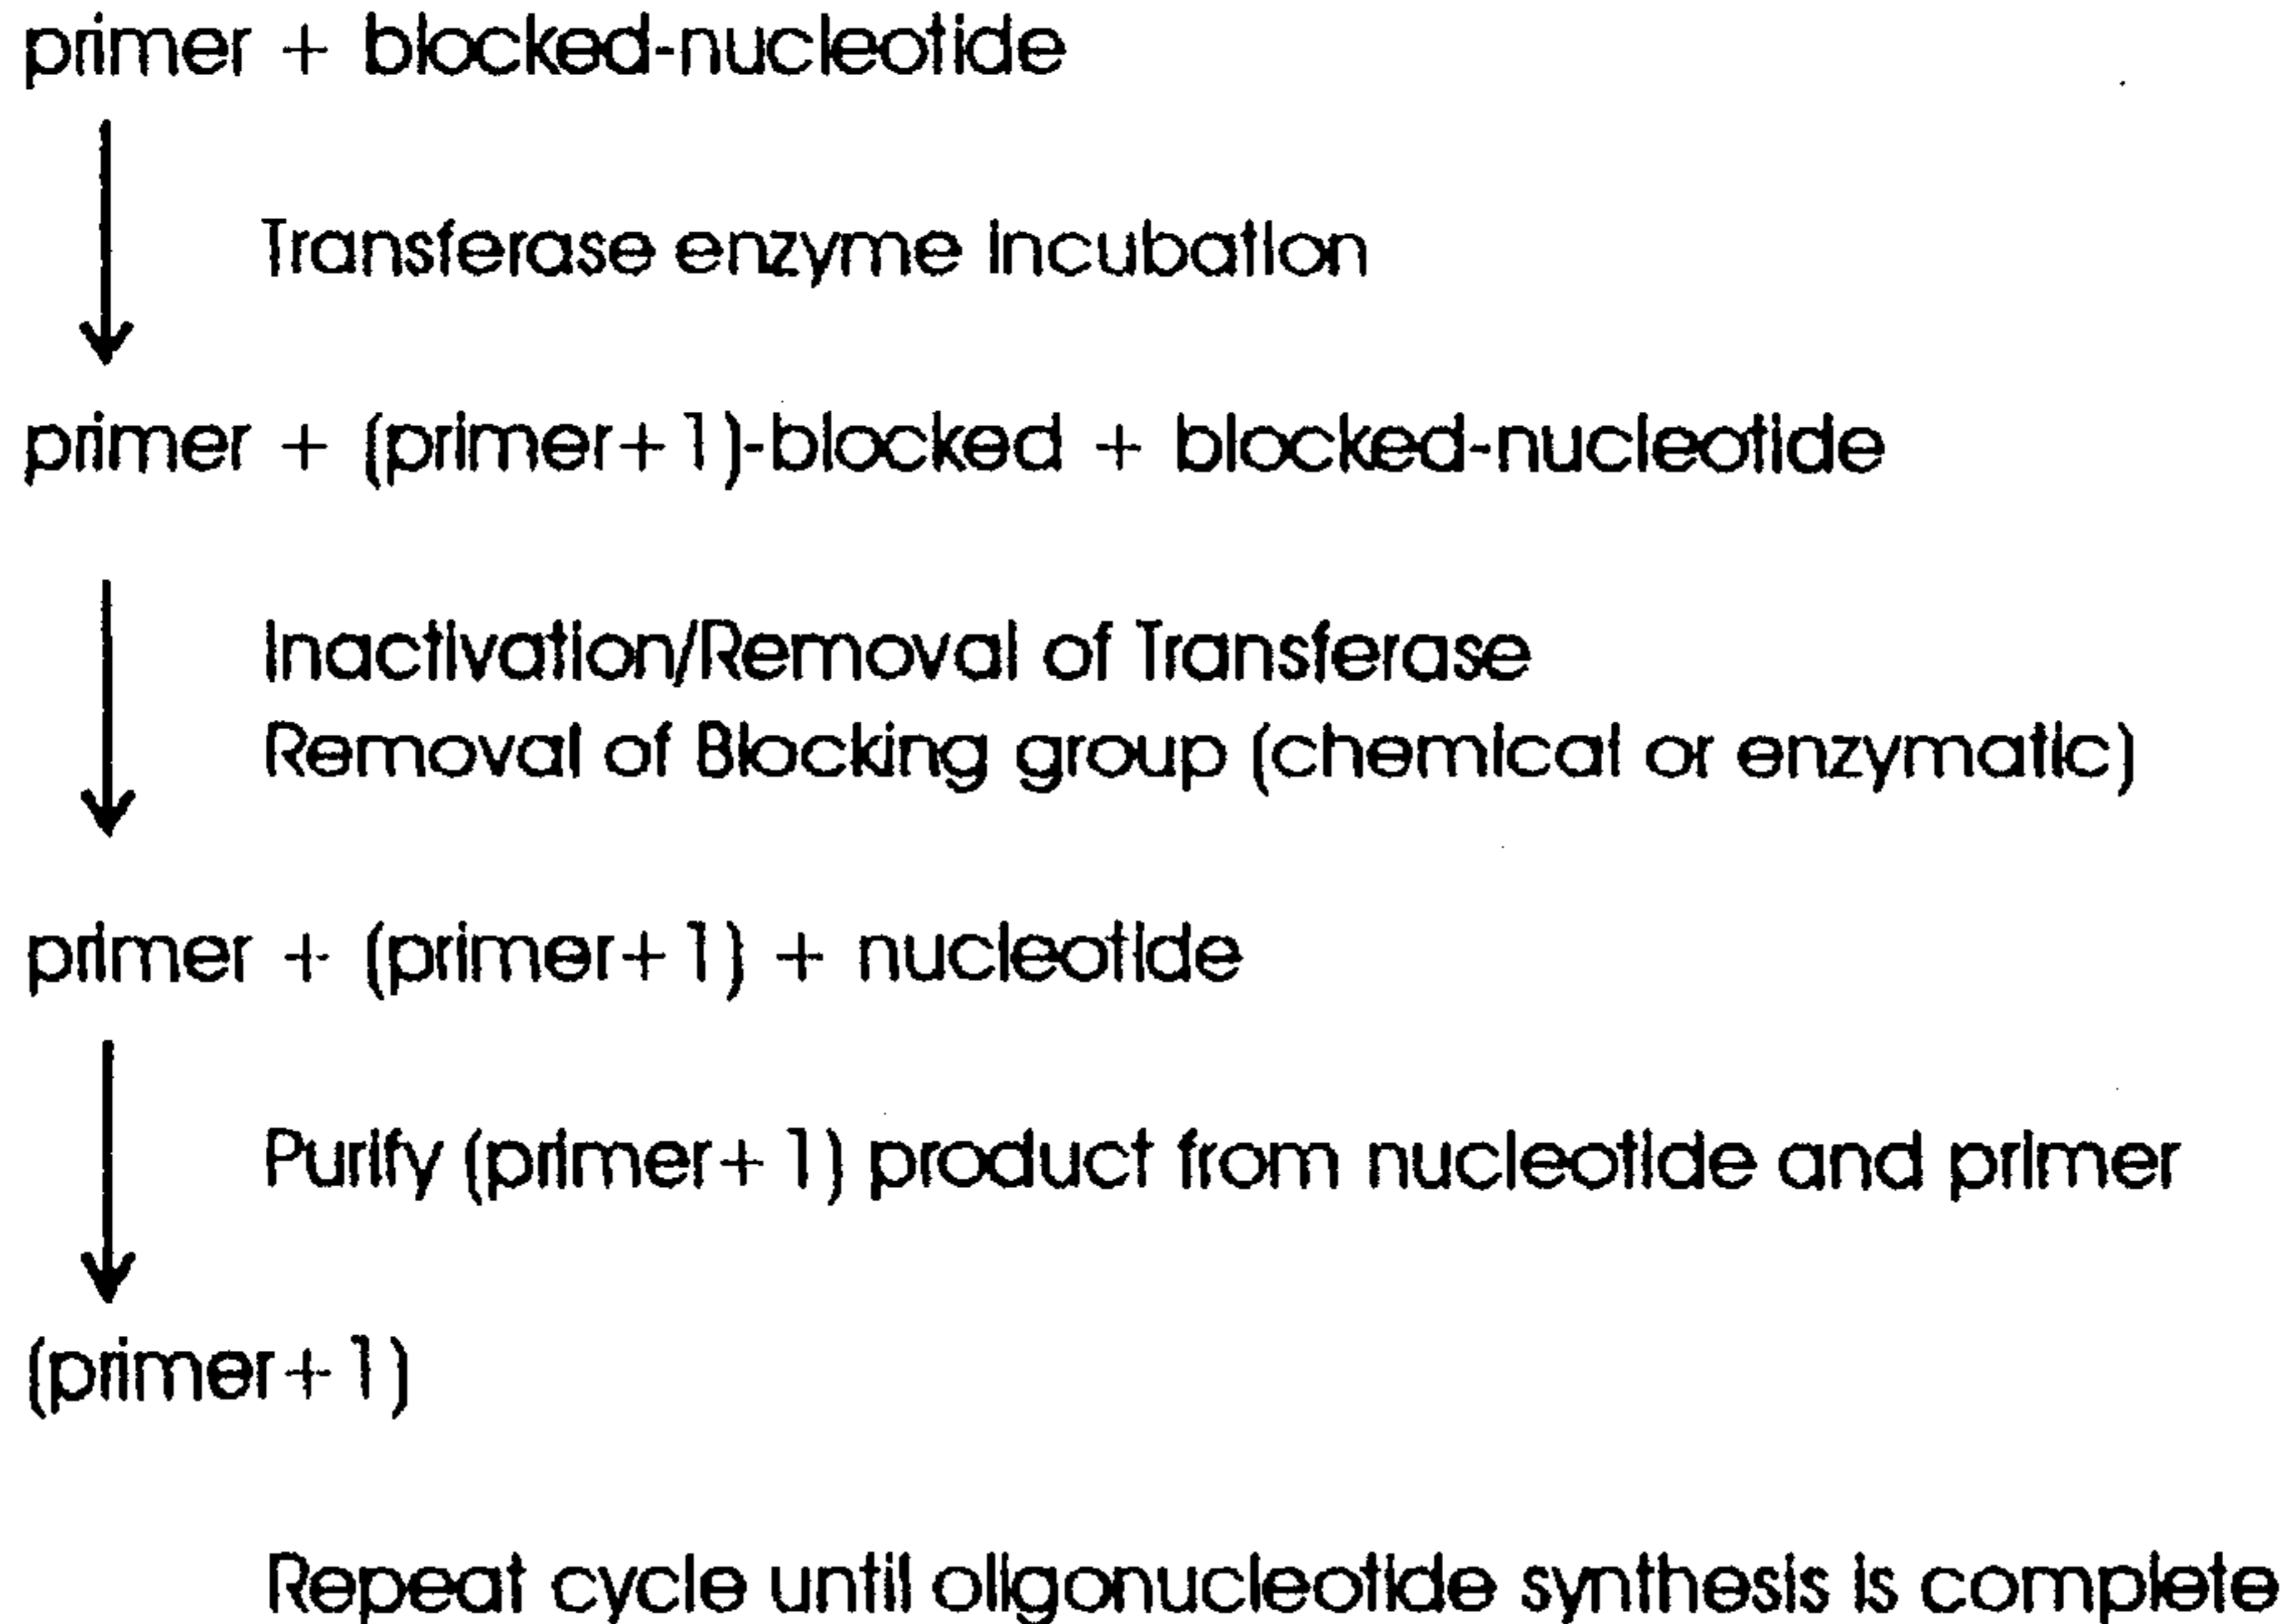 primer + blocked-nucleotide
Transferase enzyme incubation
primer + (primer+1)-blocked + blocked-nucleotide
Inactivation/Removal of Transferase
Removal of Blocking group (chemical or enzymatic)
primer + (primer+1) + nucleotide
Purify (primer+1) product from nucleotide and primer
(primer+1)
Repeat cycle until oligonucleotide synthesis is complete